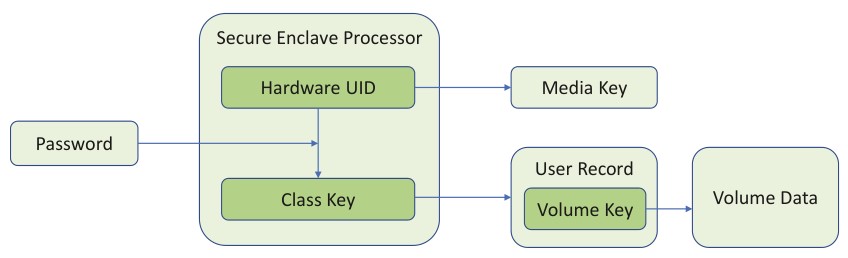 Secure Enclave Processor
Hardware UID
Media Key
Password
Class Key
User Record
Volume Key
Volume Data